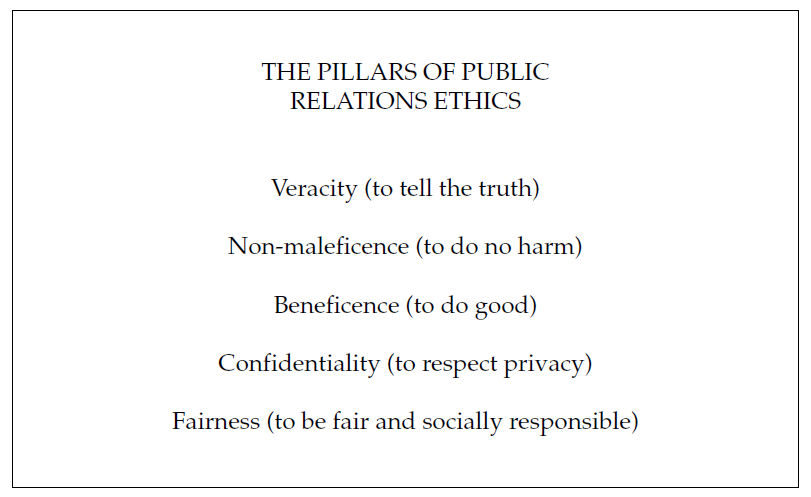 THE PILLARS OF PUBLIC
RELATIONS ETHICS
Veracity (to tell the truth)
Non-maleficence (to do no harm)
Beneficence (to do good)
Confidentiality (to respect privacy)
Fairness (to be fair and socially responsible)